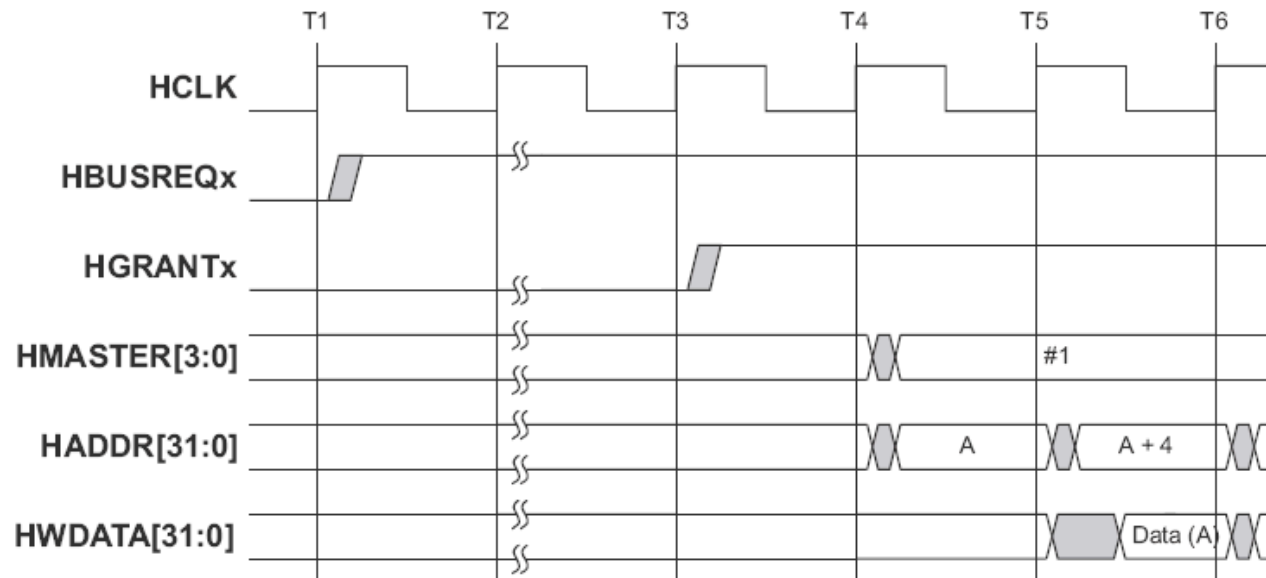 T1 T2 T3 T4 T5 T6
HCLK
HBUSREQx
HGRANTx
HMASTER[3:0] #1
HADDR[31:0] A A + 4
HWDATA[31:0] Data (A)